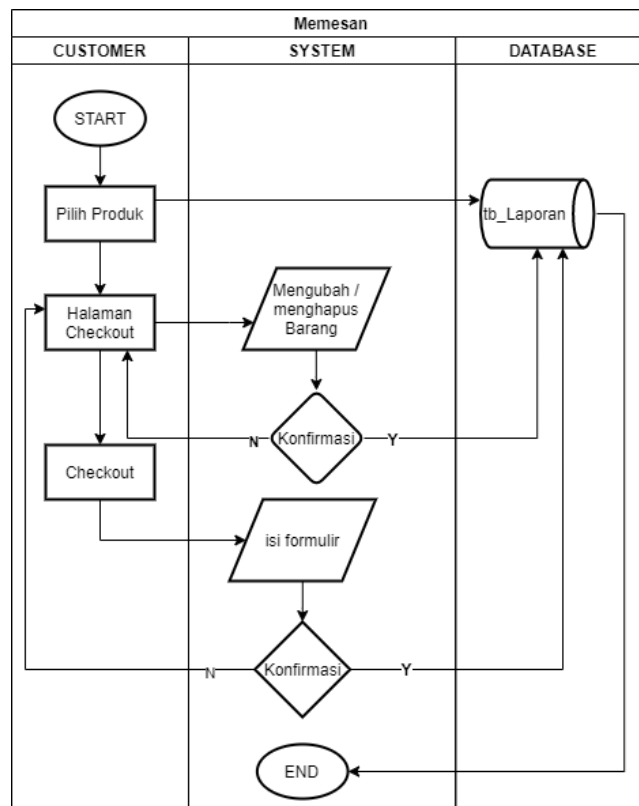 Memesan
CUSTOMER
SYSTEM
DATABASE
START
Pilih Produk
tb_Laporan
Halaman
Checkout
Mengubah /
menghapus
Barang
N
Konfirmasi
Y
Checkout
isi formulir
N
Konfirmasi
Y
END